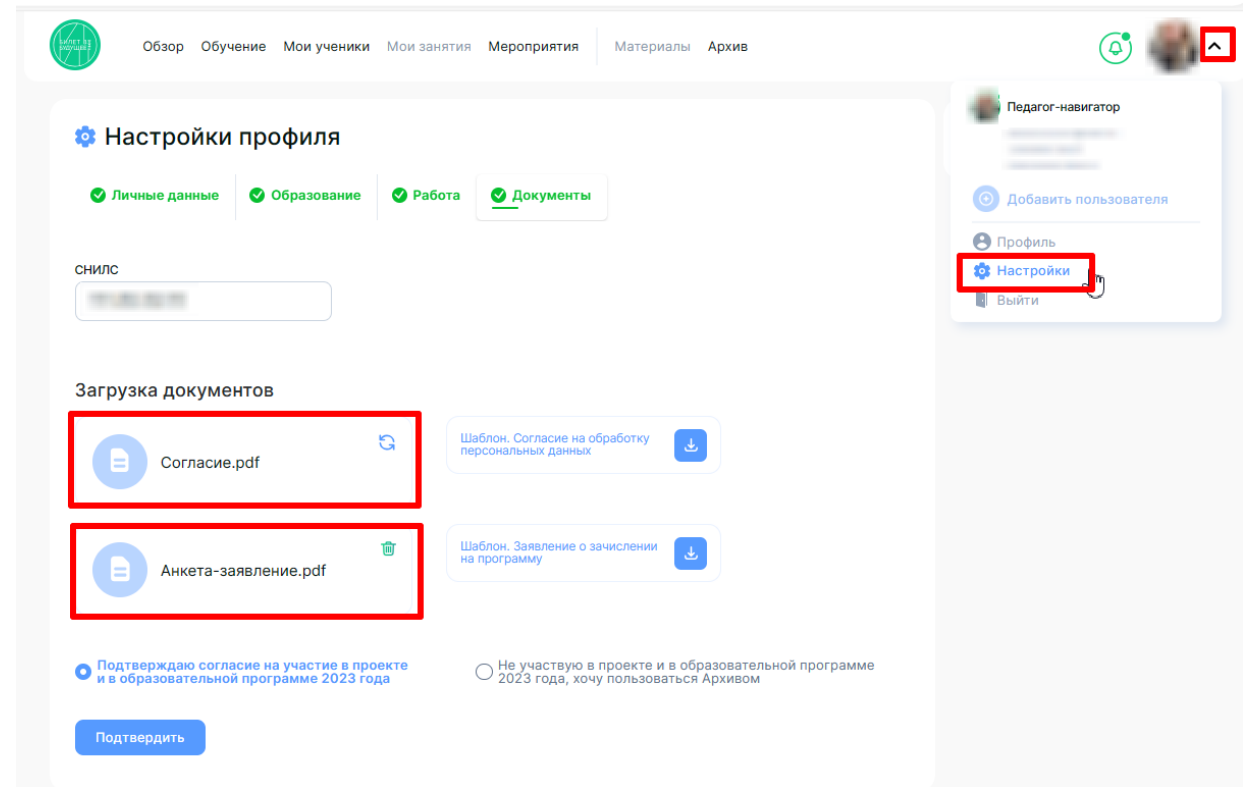 БИЛЕТ В
БУДУЩЕЕ
Обзор Обучение Мои ученики Мои занятия Мероприятия Материалы Архив
Педагог-навигатор
Добавить пользователя
Профиль
Настройки
Выйти
Настройки профиля
Личные данные Образование Работа Документы
СНИЛС
Загрузка документов
Согласие.pdf
Шаблон. Согласие на обработку
персональных данных
Анкета-заявление.pdf
Шаблон. Заявление о зачислении
на программу
Подтверждаю согласие на участие в проекте
и в образовательной программе 2023 года
Не участвую в проекте и в образовательной программе
2023 года, хочу пользоваться Архивом
Подтвердить